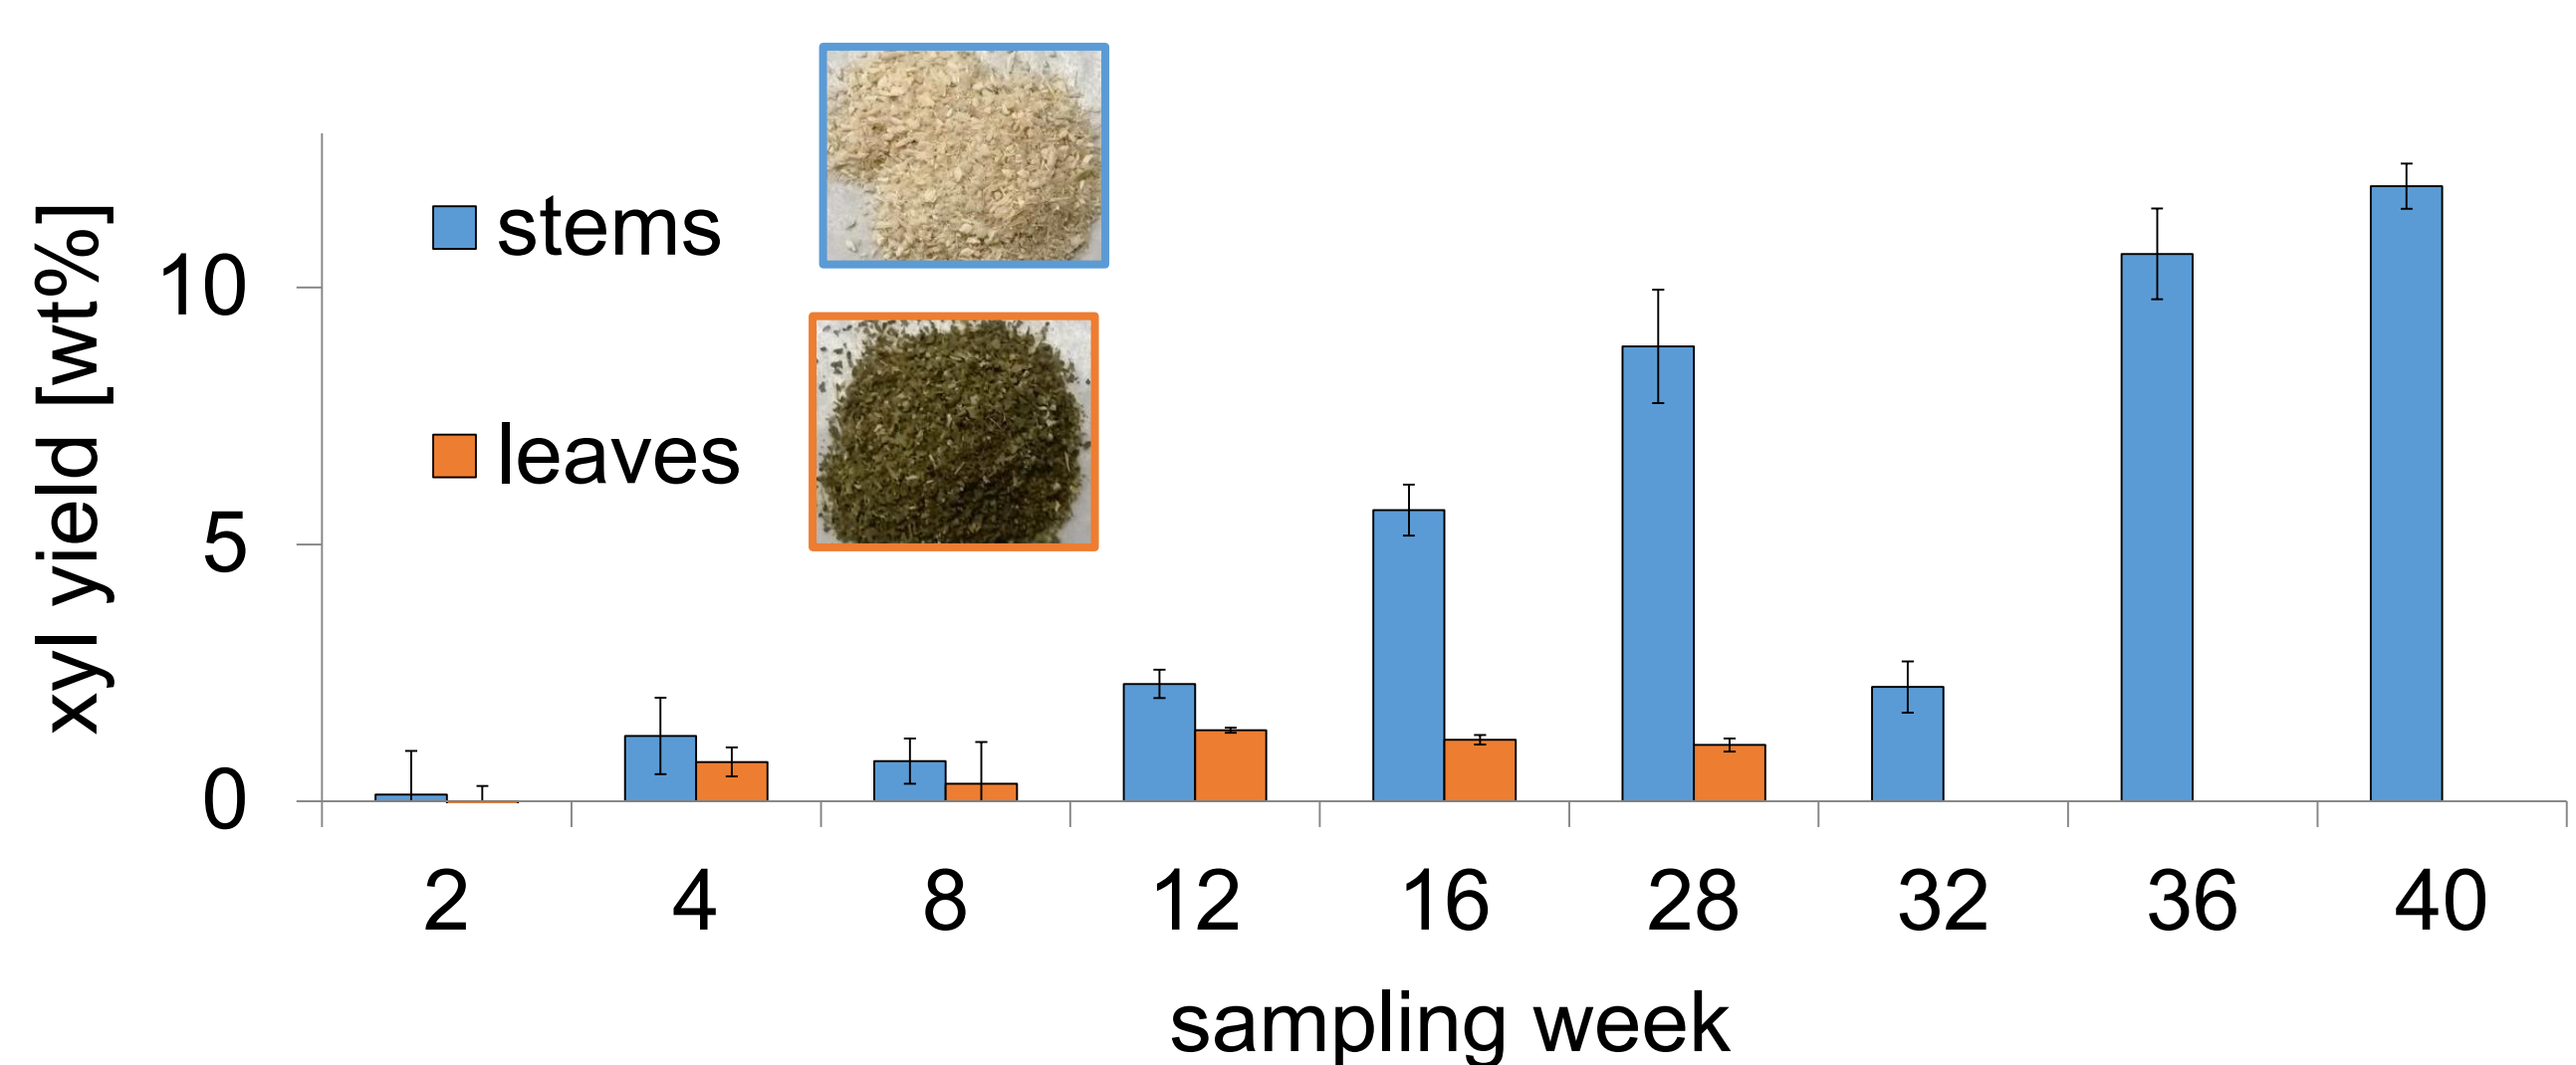 xyl yield [wt%]
10
5
0
stems
leaves
2 4 8 12 16 28 32 36 40
sampling week